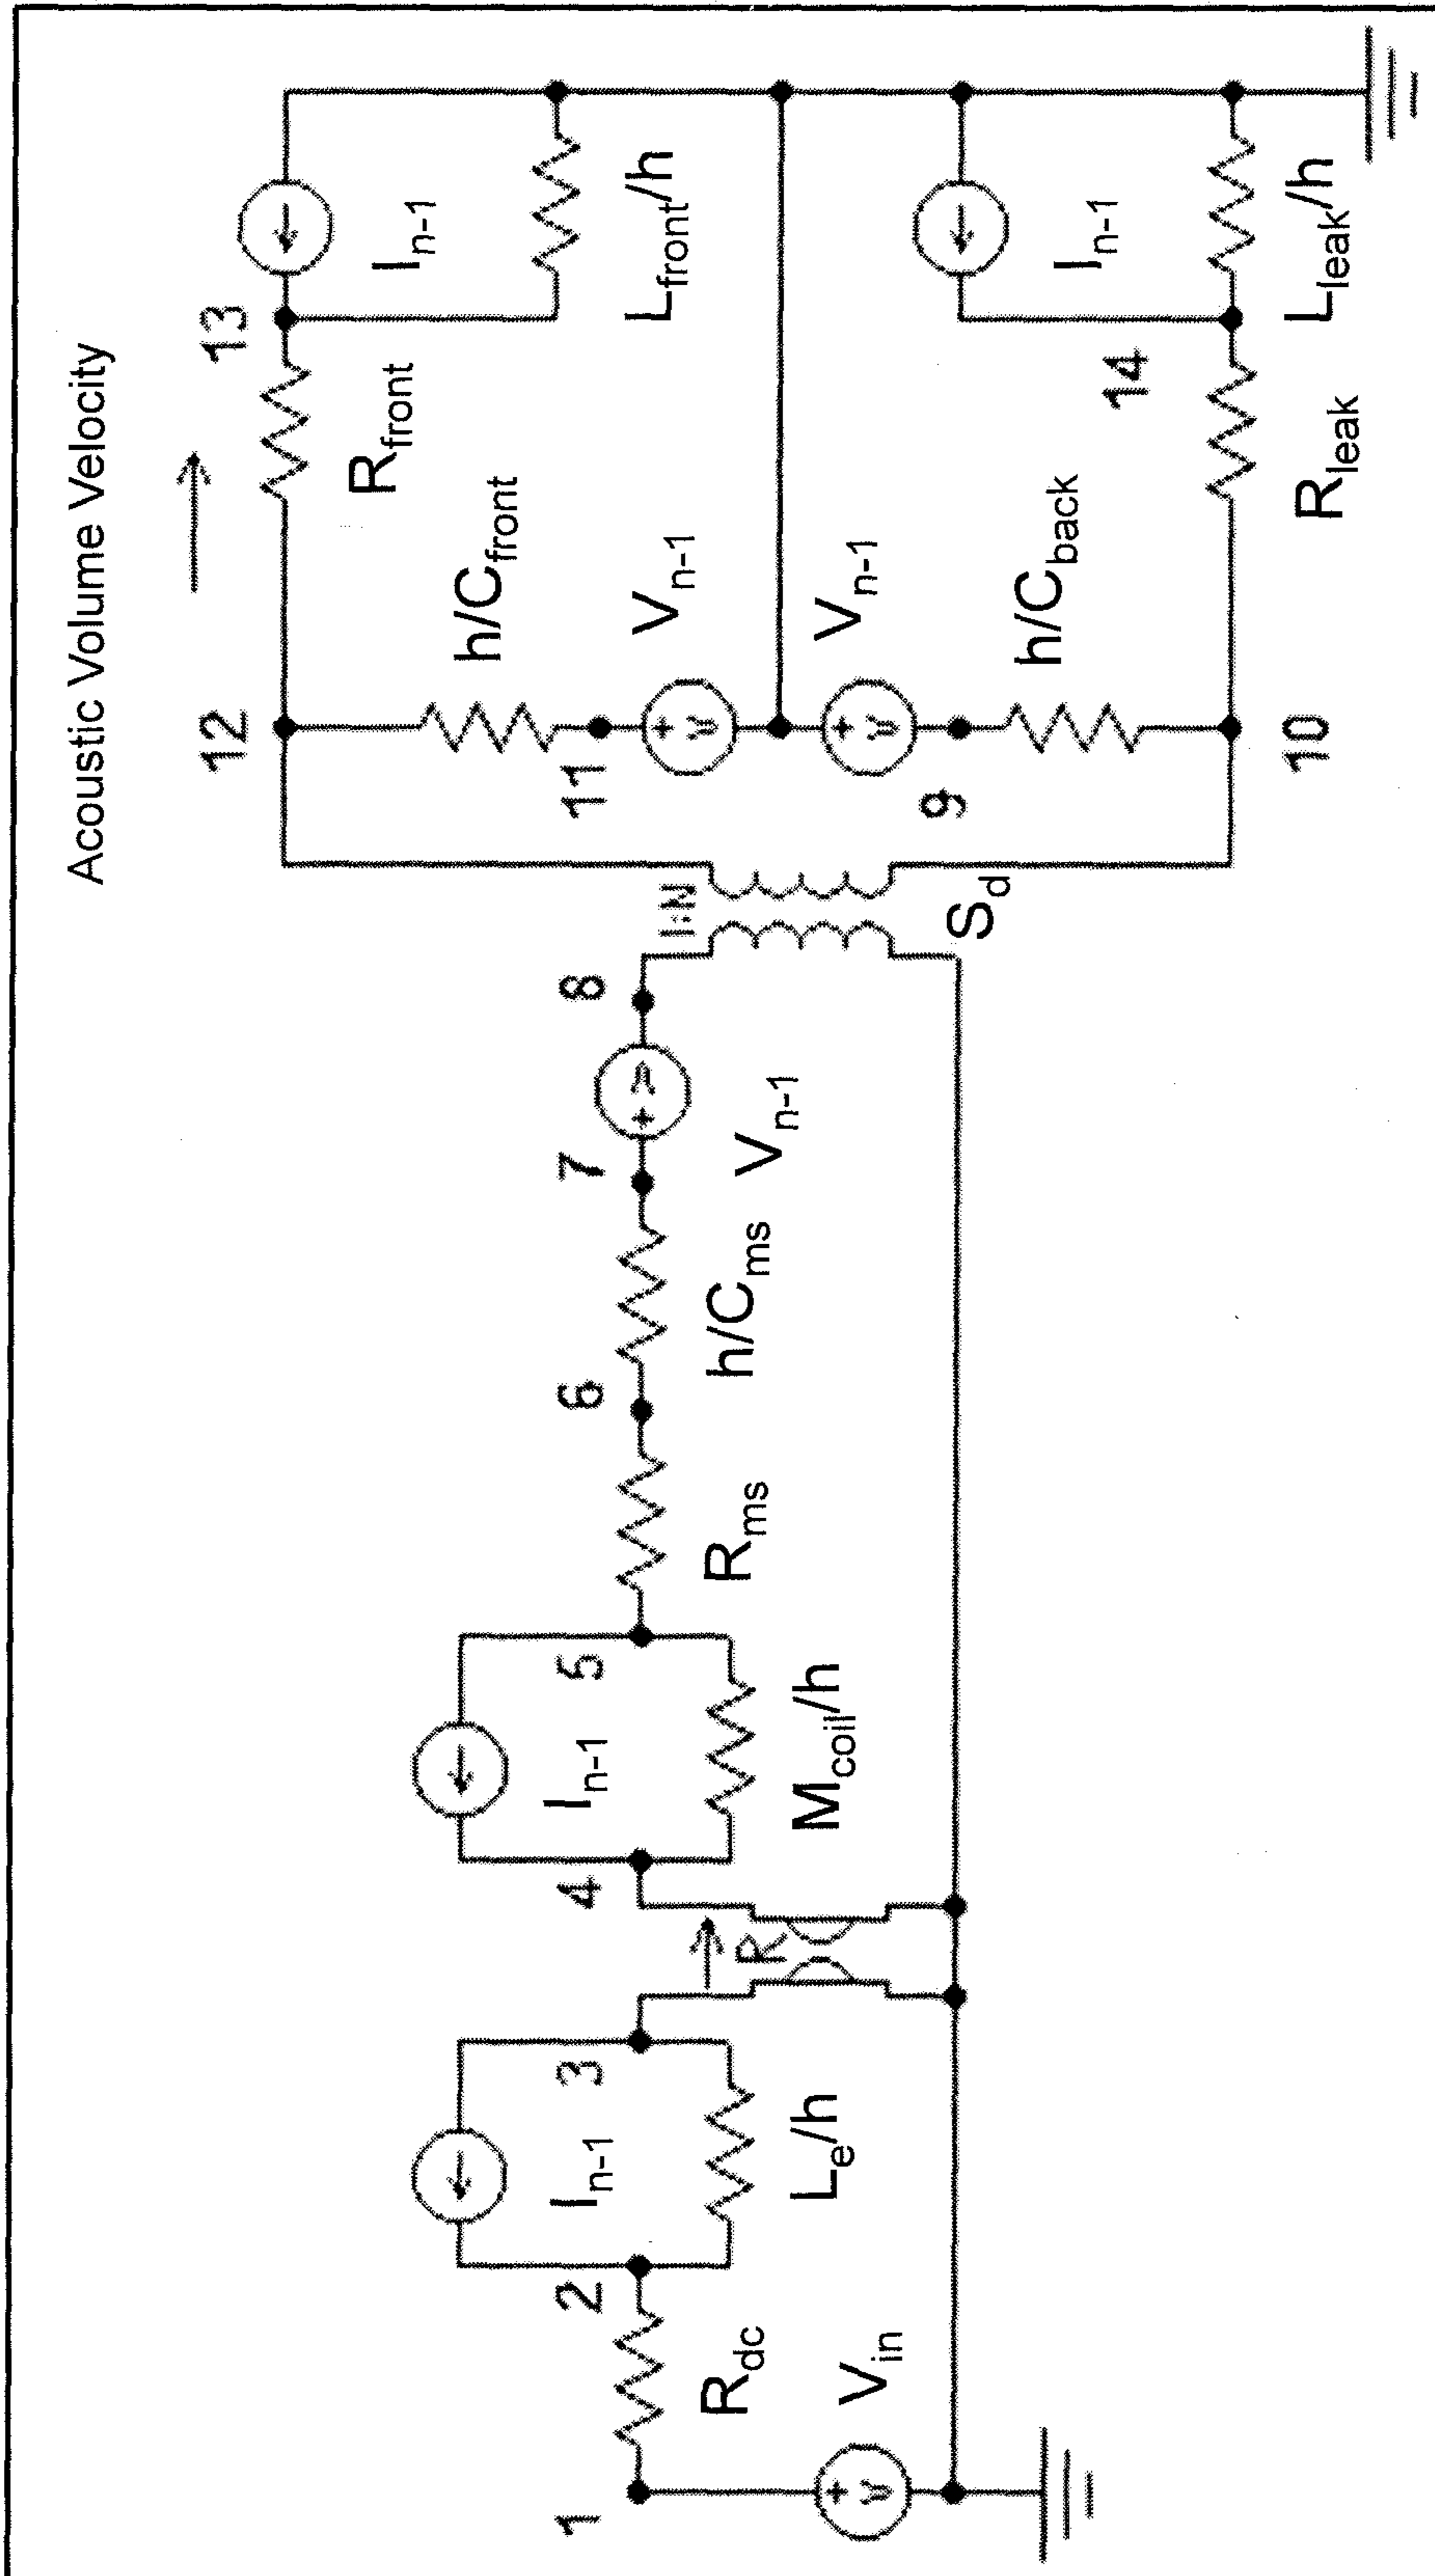 Acoustic Volume Velocity
12
13
R_front
I_n-1
L_front/h
h/C_front
11
V_n-1
V_n-1
9
h/C_back
10
14
R_leak
I_n-1
L_leak/h
1:N
S_d
1
V_in
+
V
R_dc
2
I_n-1
3
L_e/h
R
4
I_n-1
5
M_coil/h
R_ms
6
h/C_ms
7
+
V
V_n-1
8
+
V
+
V